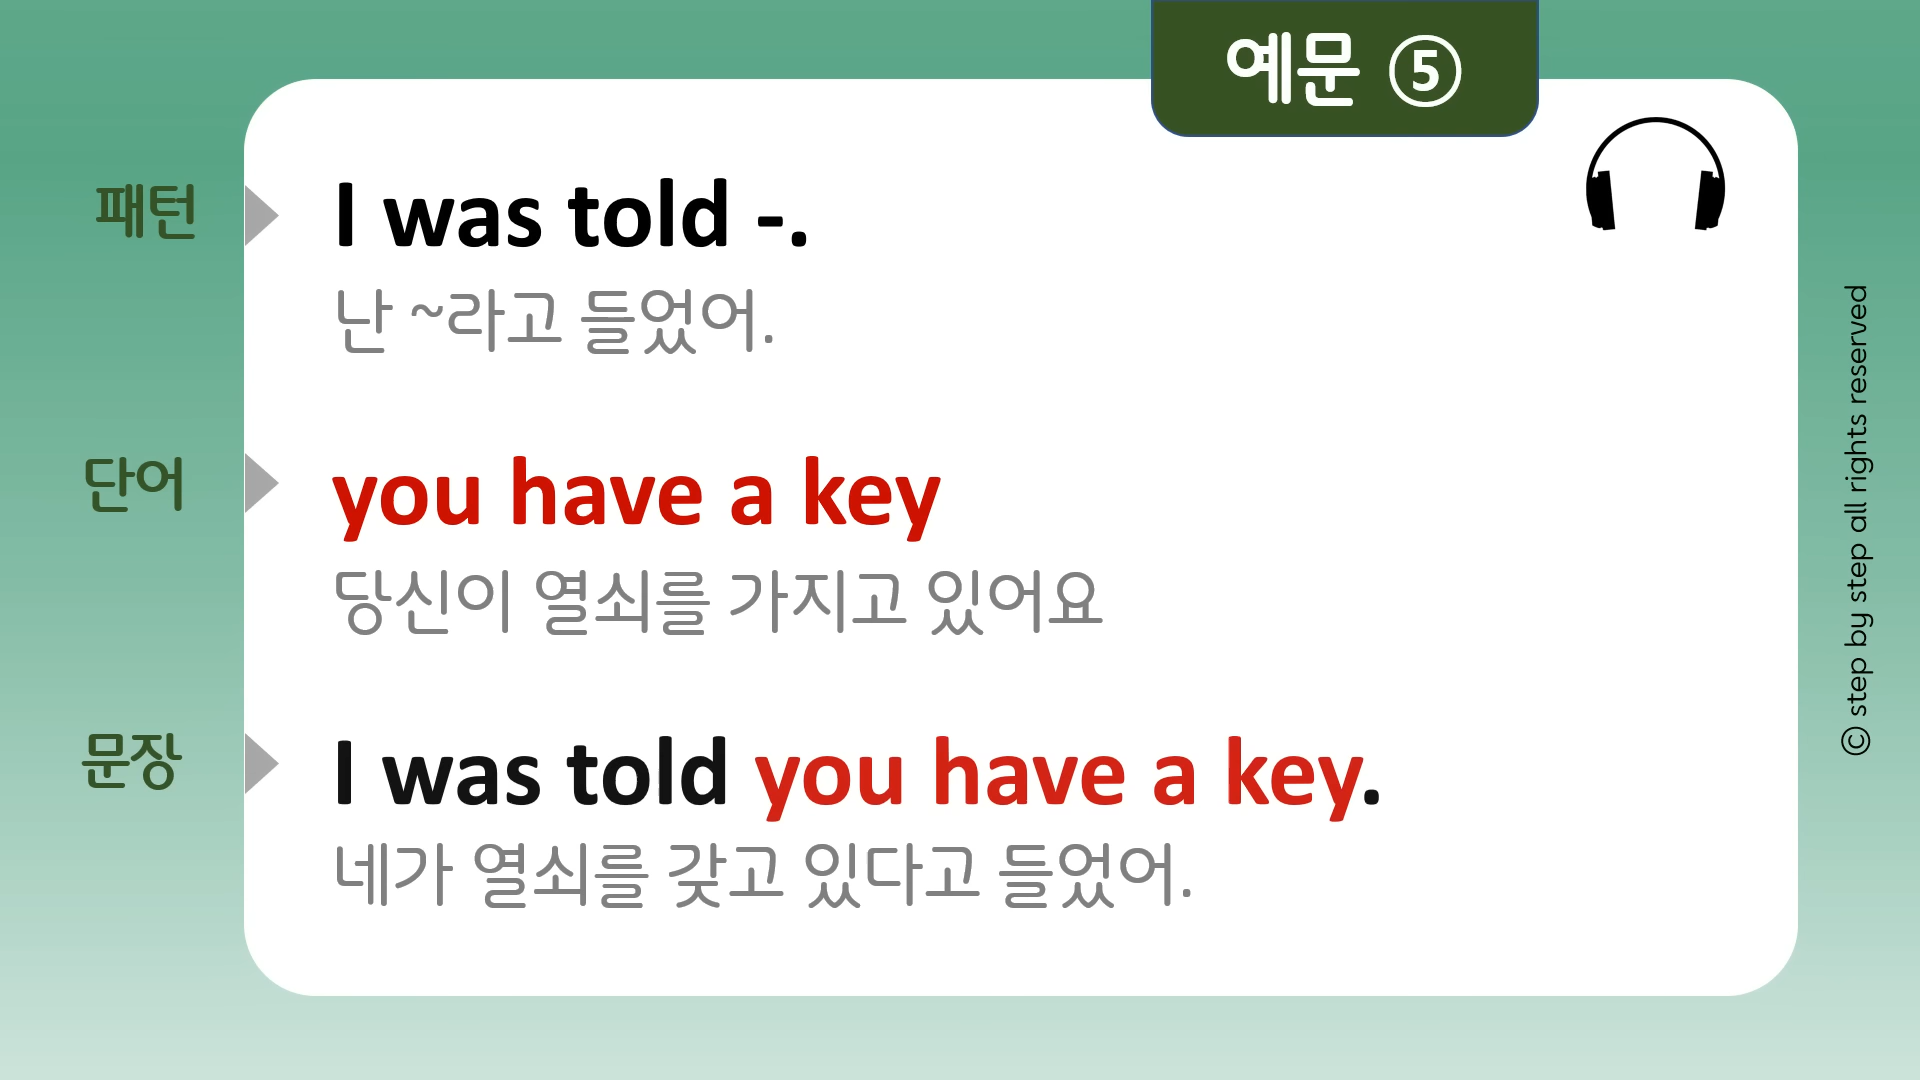 예문 ⑤
패턴
I was told -.
난 ~라고 들었어.
단어
you have a key
당신이 열쇠를 가지고 있어요
문장
I was told you have a key.
네가 열쇠를 갖고 있다고 들었어.
© step by step all rights reserved